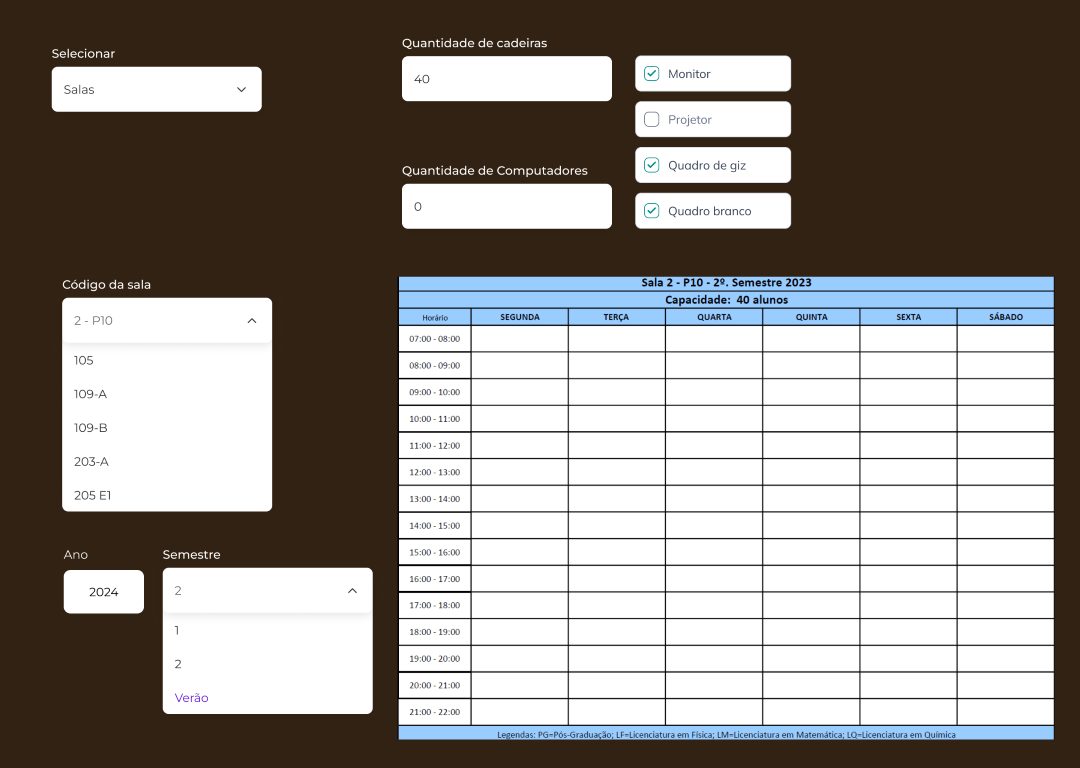 Selecionar
Salas
Quantidade de cadeiras
40
Monitor
Projetor
Quantidade de Computadores
0
Quadro de giz
Quadro branco
Código da sala
2 - P10
105
109-A
109-B
203-A
205 E1
Ano
2024
Semestre
2
1
2
Verão
Sala 2 - P10 - 2º. Semestre 2023
Capacidade: 40 alunos
Horário SEGUNDA TERÇA QUARTA QUINTA SEXTA SÁBADO
07:00 - 08:00
08:00 - 09:00
09:00 - 10:00
10:00 - 11:00
11:00 - 12:00
12:00 - 13:00
13:00 - 14:00
14:00 - 15:00
15:00 - 16:00
16:00 - 17:00
17:00 - 18:00
18:00 - 19:00
19:00 - 20:00
20:00 - 21:00
21:00 - 22:00
Legendas: PG=Pós-Graduação; LF=Licenciatura em Física; LM=Licenciatura em Matemática; LQ=Licenciatura em Química